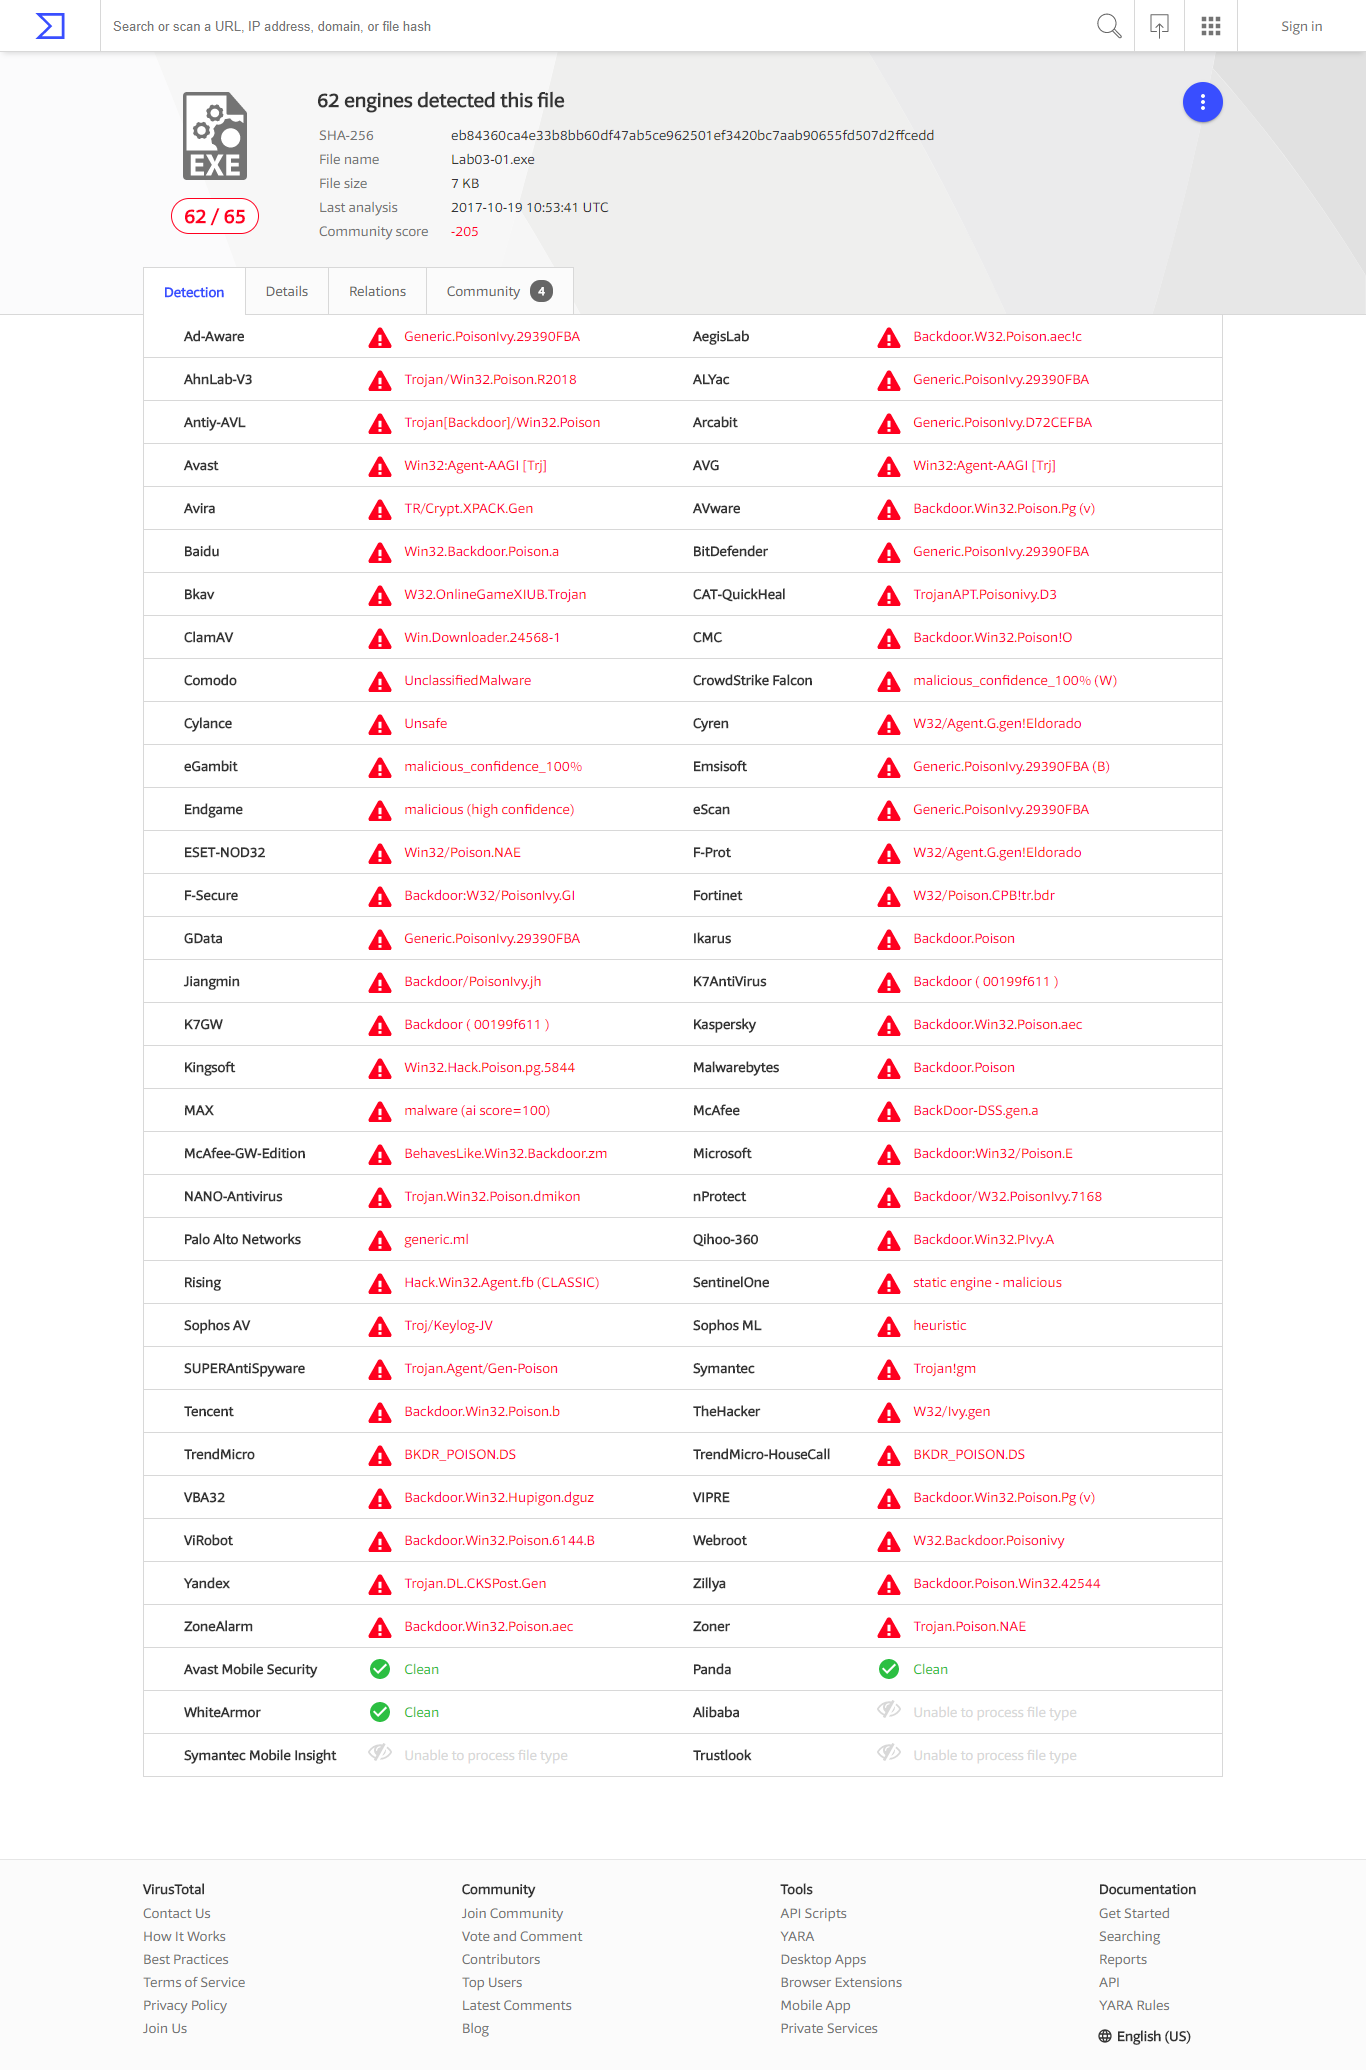 Search or scan a URL, IP address, domain, or file hash
Sign in
EXE
62 / 65
62 engines detected this file
SHA-256 eb84360ca4e33b8bb60df47ab5ce962501ef3420bc7aab90655fd507d2ffcedd
File name Lab03-01.exe
File size 7 KB
Last analysis 2017-10-19 10:53:41 UTC
Community score -205
Detection Details Relations Community 4
Ad-Aware Generic.PoisonIvy.29390FBA AegisLab Backdoor.W32.Poison.aec!c
AhnLab-V3 Trojan/Win32.Poison.R2018 ALYac Generic.PoisonIvy.29390FBA
Antiy-AVL Trojan[Backdoor]/Win32.Poison Arcabit Generic.PoisonIvy.D72CEFBA
Avast Win32:Agent-AAGI [Trj] AVG Win32:Agent-AAGI [Trj]
Avira TR/Crypt.XPACK.Gen AVware Backdoor.Win32.Poison.Pg (v)
Baidu Win32.Backdoor.Poison.a BitDefender Generic.PoisonIvy.29390FBA
Bkav W32.OnlineGameXIUB.Trojan CAT-QuickHeal TrojanAPT.Poisonivy.D3
ClamAV Win.Downloader.24568-1 CMC Backdoor.Win32.Poison!O
Comodo UnclassifiedMalware CrowdStrike Falcon malicious_confidence_100% (W)
Cylance Unsafe Cyren W32/Agent.G.gen!Eldorado
eGambit malicious_confidence_100% Emsisoft Generic.PoisonIvy.29390FBA (B)
Endgame malicious (high confidence) eScan Generic.PoisonIvy.29390FBA
ESET-NOD32 Win32/Poison.NAE F-Prot W32/Agent.G.gen!Eldorado
F-Secure Backdoor:W32/PoisonIvy.GI Fortinet W32/Poison.CPB!tr.bdr
GData Generic.PoisonIvy.29390FBA Ikarus Backdoor.Poison
Jiangmin Backdoor/PoisonIvy.jh K7AntiVirus Backdoor ( 00199f611 )
K7GW Backdoor ( 00199f611 ) Kaspersky Backdoor.Win32.Poison.aec
Kingsoft Win32.Hack.Poison.pg.5844 Malwarebytes Backdoor.Poison
MAX malware (ai score=100) McAfee BackDoor-DSS.gen.a
McAfee-GW-Edition BehavesLike.Win32.Backdoor.zm Microsoft Backdoor:Win32/Poison.E
NANO-Antivirus Trojan.Win32.Poison.dmikon nProtect Backdoor/W32.PoisonIvy.7168
Palo Alto Networks generic.ml Qihoo-360 Backdoor.Win32.PIvy.A
Rising Hack.Win32.Agent.fb (CLASSIC) SentinelOne static engine - malicious
Sophos AV Troj/Keylog-JV Sophos ML heuristic
SUPERAntiSpyware Trojan.Agent/Gen-Poison Symantec Trojan!gm
Tencent Backdoor.Win32.Poison.b TheHacker W32/Ivy.gen
TrendMicro BKDR_POISON.DS TrendMicro-HouseCall BKDR_POISON.DS
VBA32 Backdoor.Win32.Hupigon.dguz VIPRE Backdoor.Win32.Poison.Pg (v)
ViRobot Backdoor.Win32.Poison.6144.B Webroot W32.Backdoor.Poisonivy
Yandex Trojan.DL.CKSPost.Gen Zillya Backdoor.Poison.Win32.42544
ZoneAlarm Backdoor.Win32.Poison.aec Zoner Trojan.Poison.NAE
Avast Mobile Security Clean Panda Clean
WhiteArmor Clean Alibaba Unable to process file type
Symantec Mobile Insight Unable to process file type Trustlook Unable to process file type
VirusTotal Community Tools Documentation
Contact Us Join Community API Scripts Get Started
How It Works Vote and Comment YARA Searching
Best Practices Contributors Desktop Apps Reports
Terms of Service Top Users Browser Extensions API
Privacy Policy Latest Comments Mobile App YARA Rules
Join Us Blog Private Services
English (US)